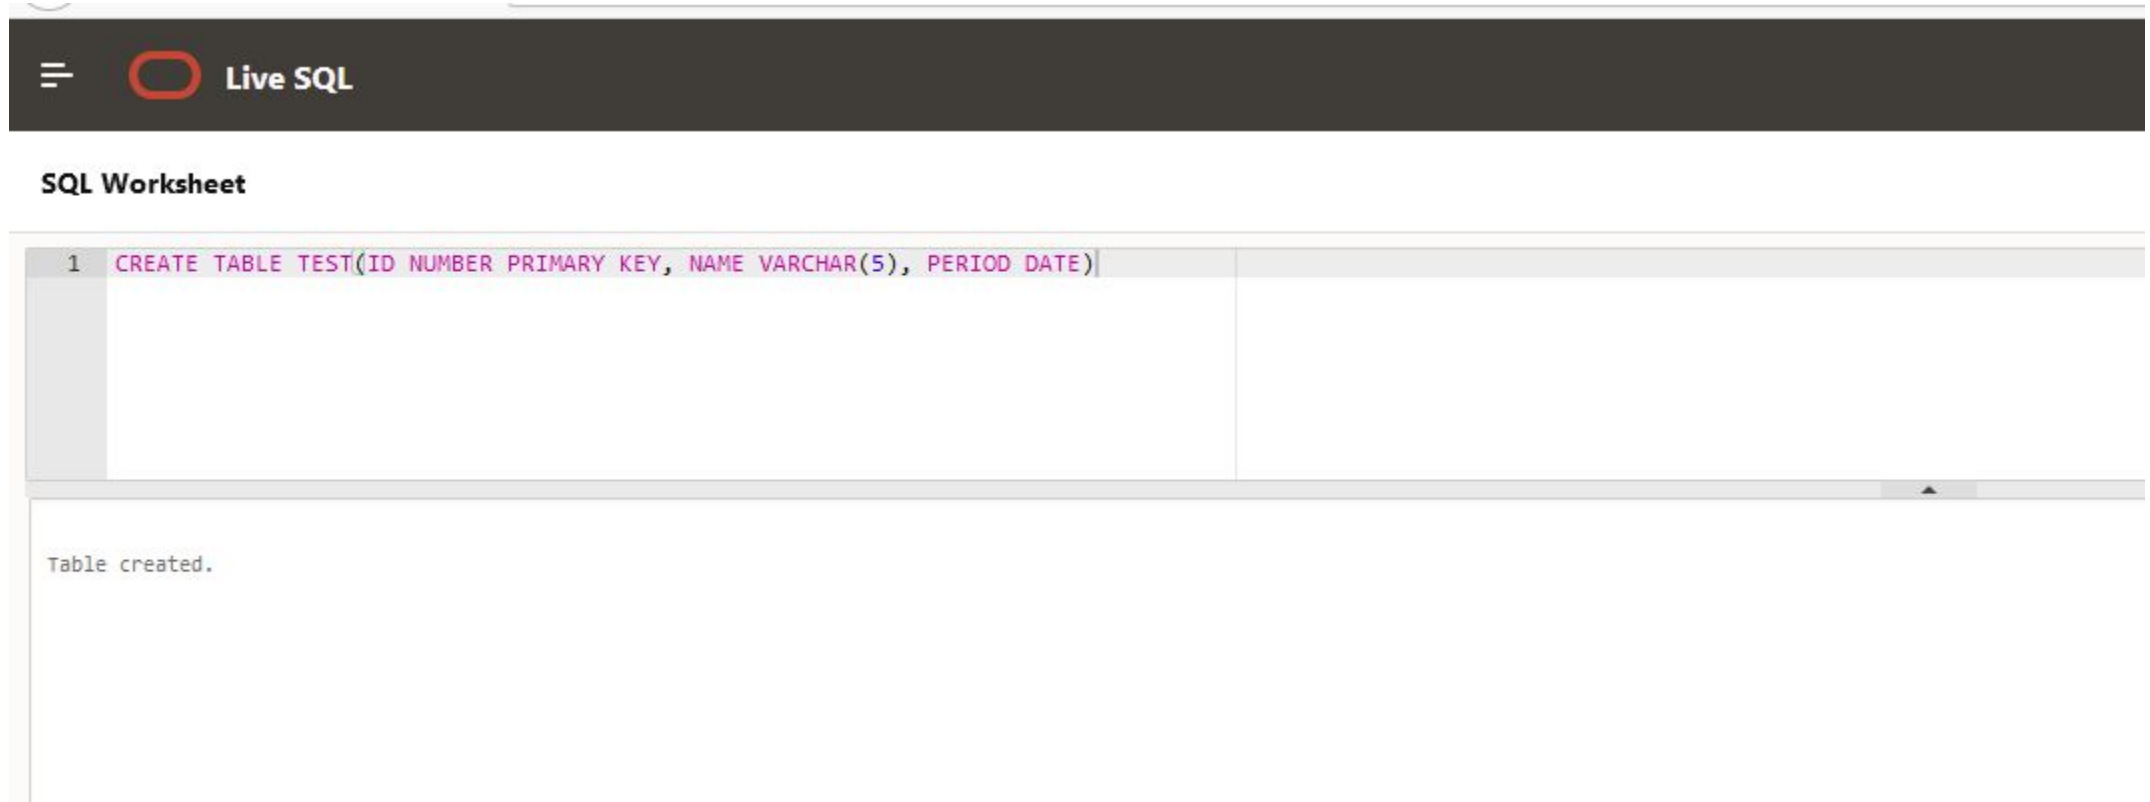 Live SQL
SQL Worksheet
1 CREATE TABLE TEST(ID NUMBER PRIMARY KEY, NAME VARCHAR(5), PERIOD DATE)
Table created.